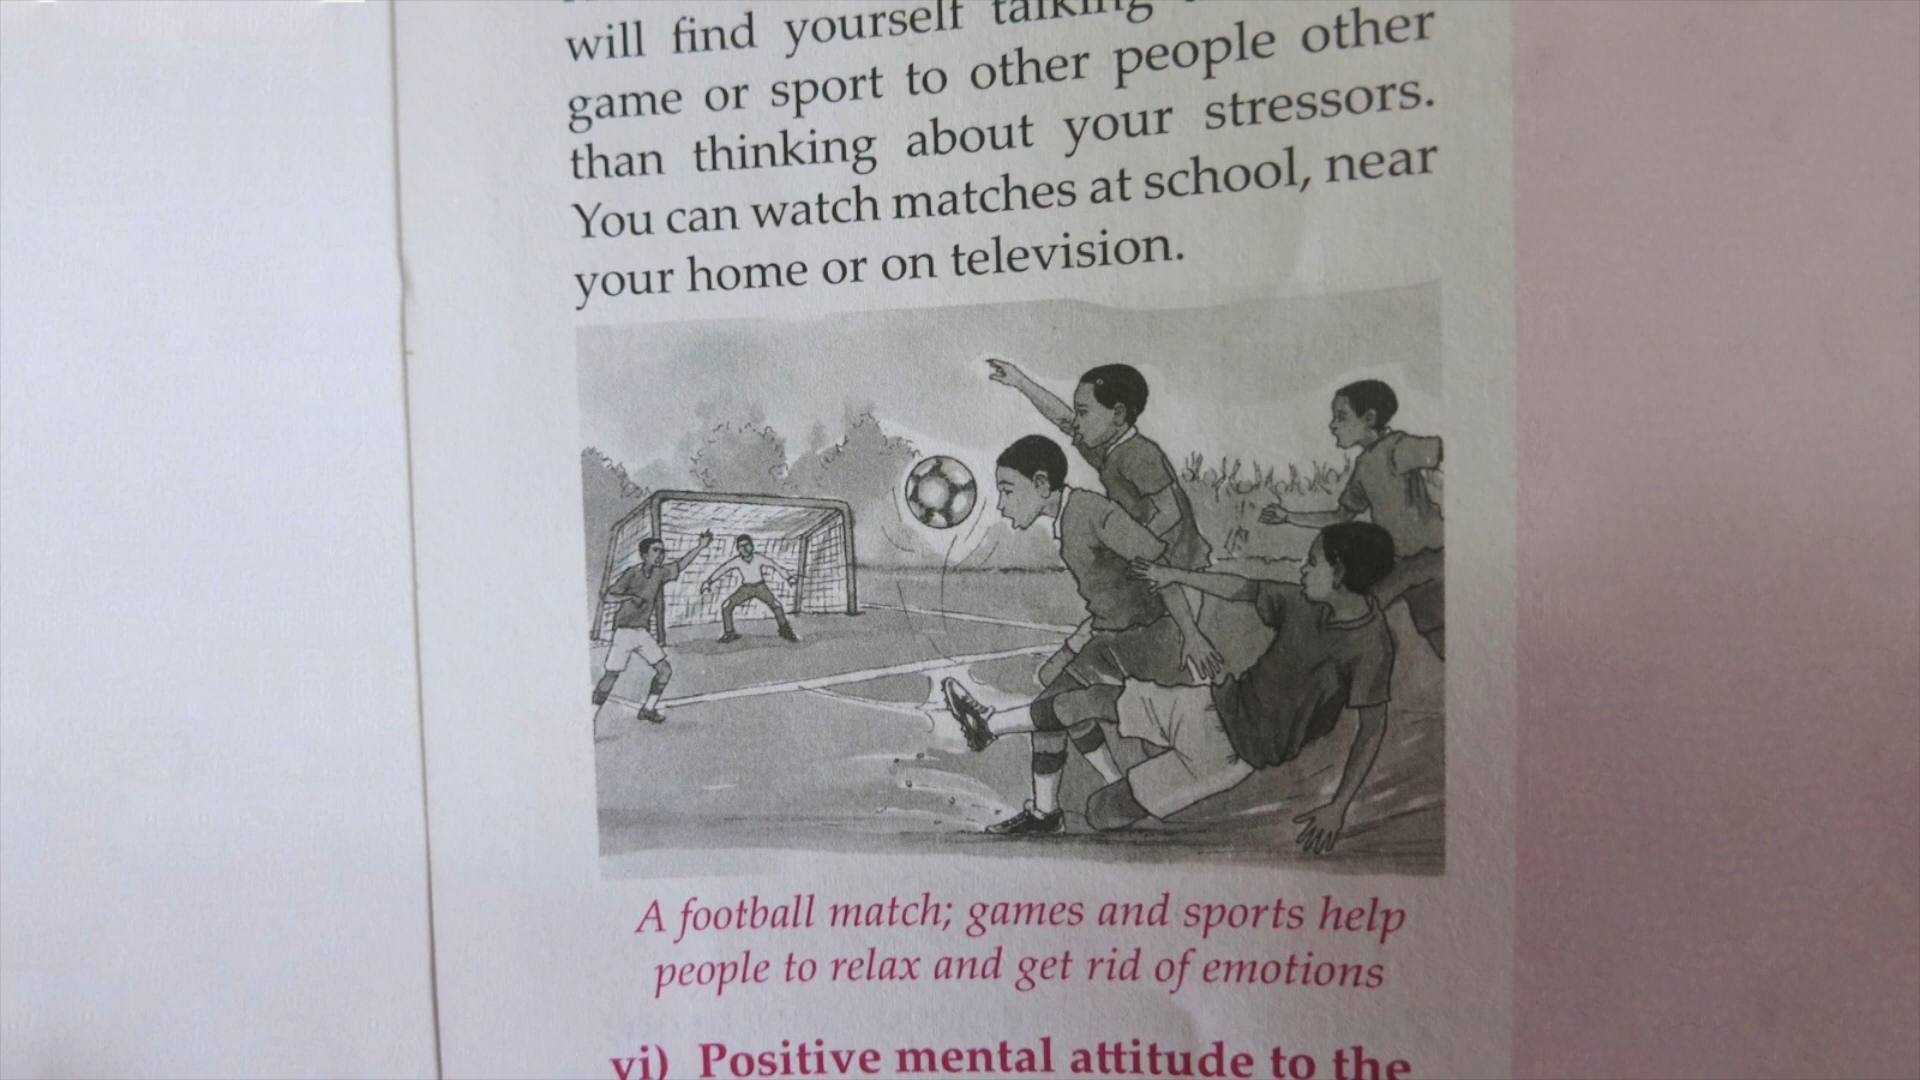 will find yourself talking
game or sport to other people other
than thinking about your stressors.
You can watch matches at school, near
your home or on television.
A football match; games and sports help
people to relax and get rid of emotions
vi) Positive mental attitude to the